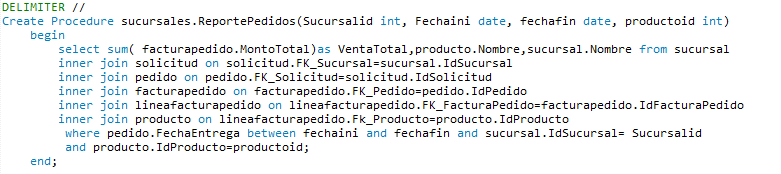 DELIMITER //
Create Procedure sucursales.ReportePedidos(Sucursalid int, Fechaini date, fechafin date, productoid int)
begin
select sum( facturapedido.MontoTotal)as VentaTotal,producto.Nombre,sucursal.Nombre from sucursal
inner join solicitud on solicitud.FK_Sucursal=sucursal.IdSucursal
inner join pedido on pedido.FK_Solicitud=solicitud.IdSolicitud
inner join facturapedido on facturapedido.FK_Pedido=pedido.IdPedido
inner join lineafacturapedido on lineafacturapedido.FK_FacturaPedido=facturapedido.IdFacturaPedido
inner join producto on lineafacturapedido.Fk_Producto=producto.IdProducto
where pedido.FechaEntrega between fechaini and fechafin and sucursal.IdSucursal= Sucursalid
and producto.IdProducto=productoid;
end;